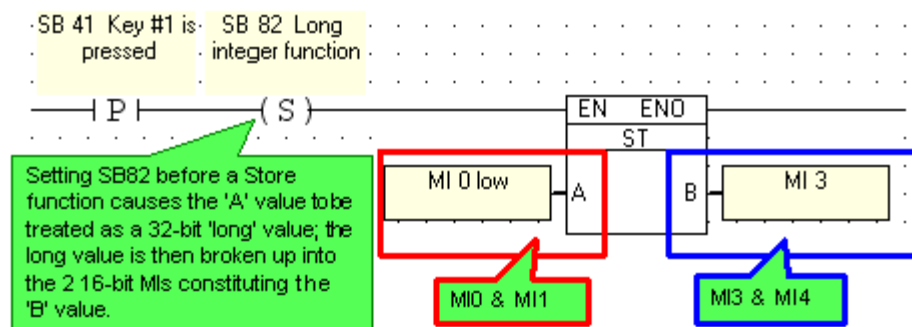 SB 41 Key #1 is
pressed
SB 82 Long
integer function
P
(S)
EN ENO
ST
MI 0 low
A
B
MI 3
Setting SB82 before a Store
function causes the 'A' value tobe
treated as a 32-bit 'long' value; the
long value is then broken up into
the 2 16-bit MIs constituting the
'B' value.
MI0 & MI1
MI3 & MI4